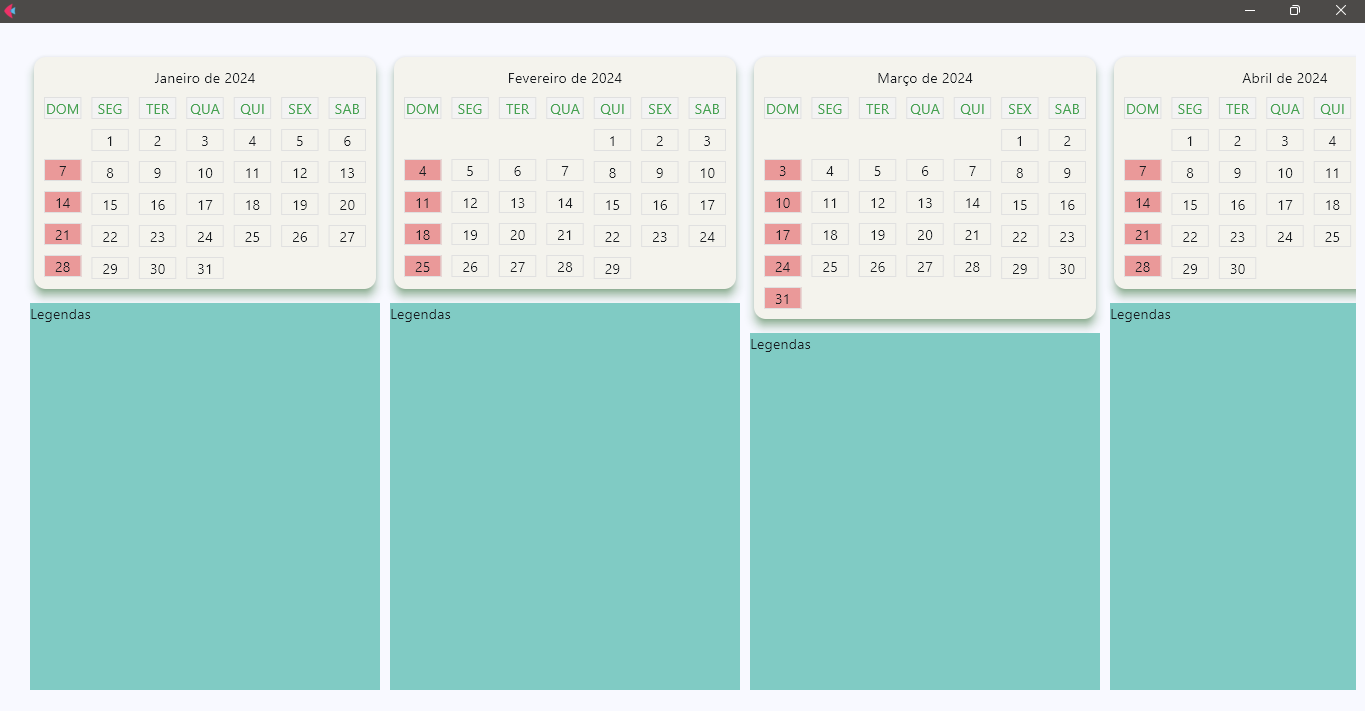 Janeiro de 2024
DOM SEG TER QUA QUI SEX SAB
1 2 3 4 5 6
7 8 9 10 11 12 13
14 15 16 17 18 19 20
21 22 23 24 25 26 27
28 29 30 31
Legendas
Fevereiro de 2024
DOM SEG TER QUA QUI SEX SAB
1 2 3
4 5 6 7 8 9 10
11 12 13 14 15 16 17
18 19 20 21 22 23 24
25 26 27 28 29
Legendas
Março de 2024
DOM SEG TER QUA QUI SEX SAB
1 2
3 4 5 6 7 8 9
10 11 12 13 14 15 16
17 18 19 20 21 22 23
24 25 26 27 28 29 30
31
Legendas
Abril de 2024
DOM SEG TER QUA QUI
1 2 3 4
7 8 9 10 11
14 15 16 17 18
21 22 23 24 25
28 29 30
Legendas